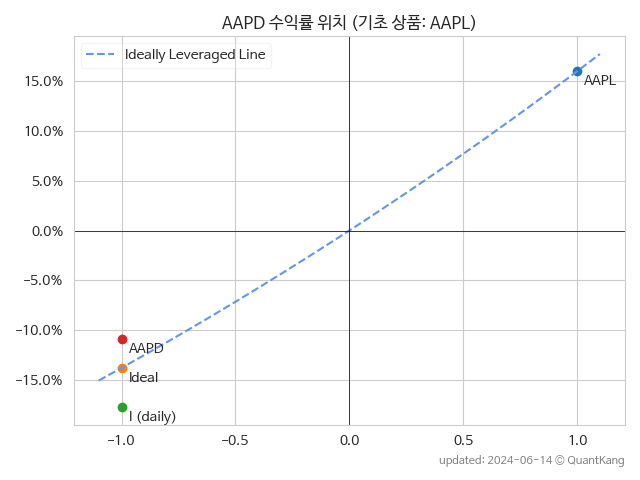 AAPD 수익률 위치 (기초 상품: AAPL)
Ideally Leveraged Line
15.0%
10.0%
5.0%
0.0%
−5.0%
−10.0%
−15.0%
AAPL
AAPD
Ideal
I (daily)
−1.0
−0.5
0.0
0.5
1.0
updated: 2024-06-14 © QuantKang